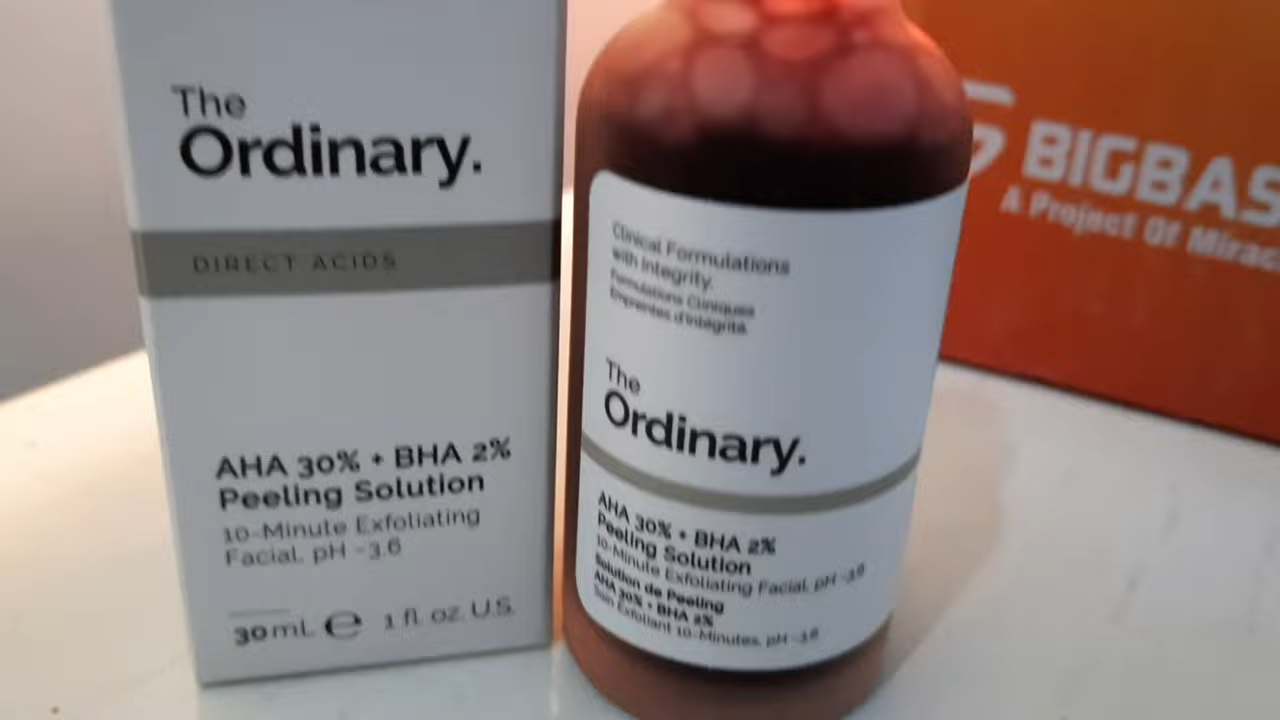 The
Ordinary.
DIRECT ACIDS
AHA 30% + BHA 2%
Peeling Solution
10-Minute Exfoliating
Facial, pH ~3.6
30 mL e 1 fl. oz. U.S.
Clinical Formulations
with Integrity.
Formulations Cliniques
Empreintes d'Intégrité.
The
Ordinary.
AHA 30% + BHA 2%
Peeling Solution
10-Minute Exfoliating Facial, pH ~3.6
Solution de Peeling
AHA 30% + BHA 2%
Soin Exfoliant 10-Minutes, pH ~3.6
BIGBAS
A Project Of Mirac